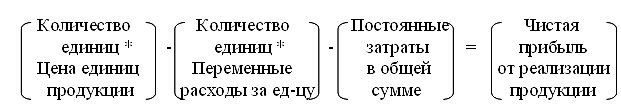 Количество Количество Постоянные Чистая
единиц * - единиц * - затраты = прибыль
Цена единиц Переменные в общей от реализации
продукции расходы за ед-цу сумме продукции